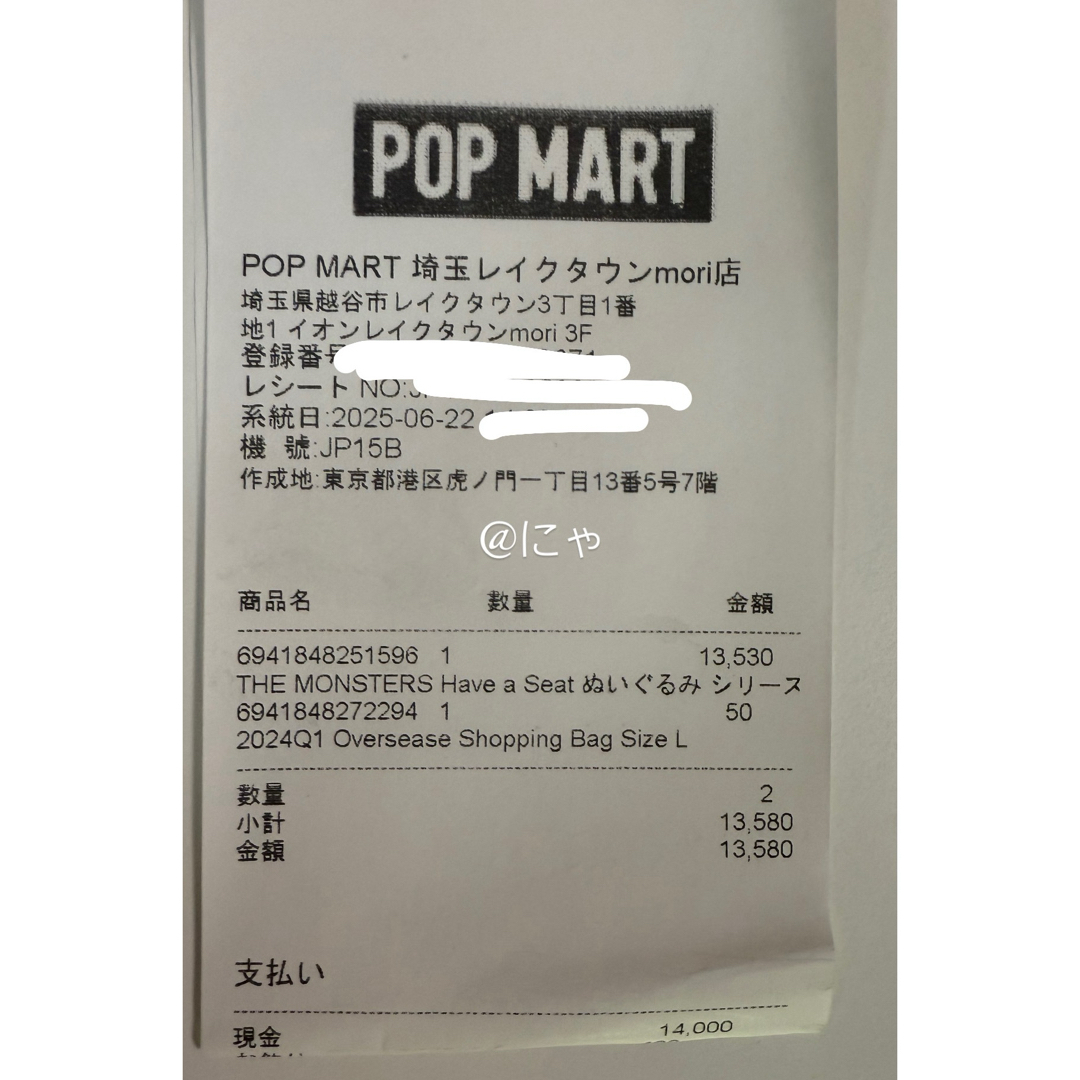 POP MART
POP MART 埼玉レイクタウンmori店
埼玉県越谷市レイクタウン3丁目1番
地1 イオンレイクタウンmori 3F
登録番号
レシート NO:
系統日:2025-06-22
機 號:JP15B
作成地:東京都港区虎ノ門一丁目13番5号7階
@にゃ
商品名 數量 金額
6941848251596 1 13,530
THE MONSTERS Have a Seat ぬいぐるみ シリーズ
6941848272294 1 50
2024Q1 Oversease Shopping Bag Size L
數量 2
小計 13,580
金額 13,580
支払い
現金 14,000